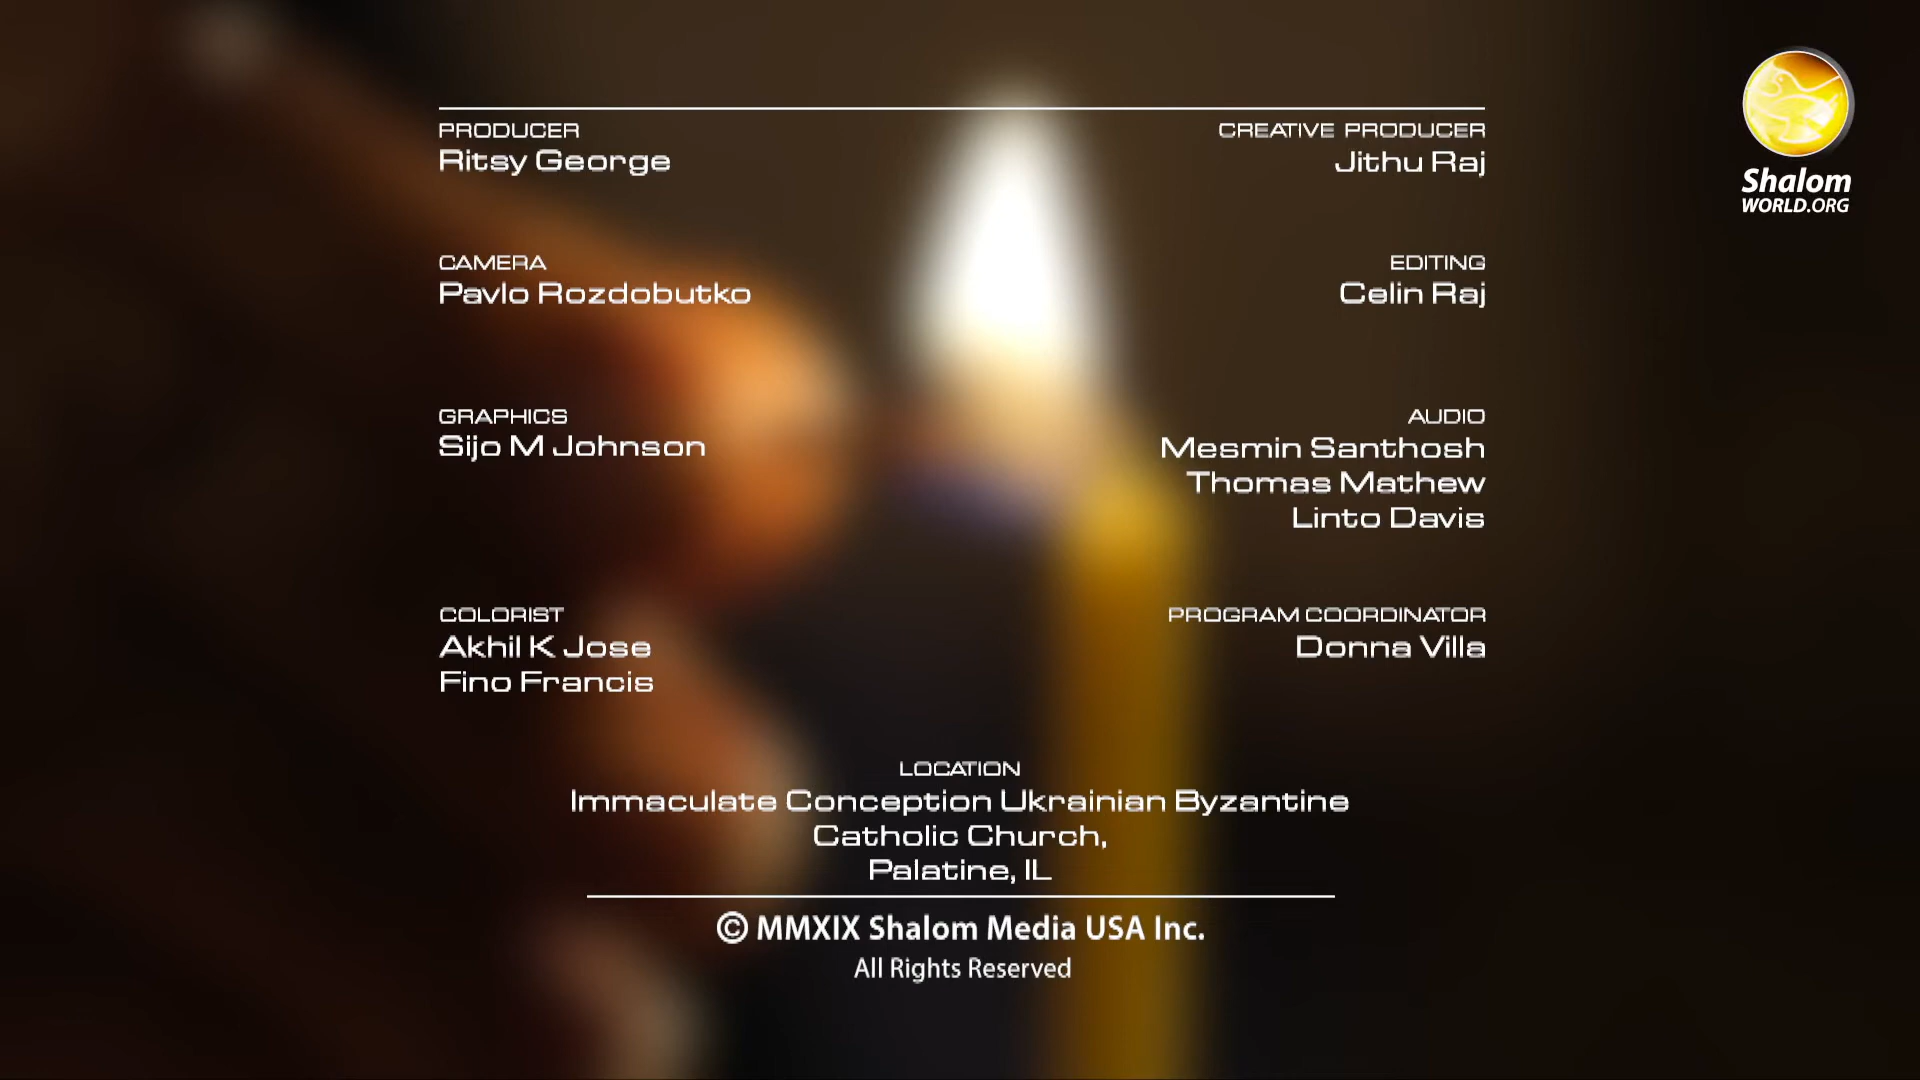 PRODUCER
Ritsy George
CREATIVE PRODUCER
Jithu Raj
CAMERA
Pavlo Rozdobutko
EDITING
Celin Raj
GRAPHICS
Sijo M Johnson
AUDIO
Mesmin Santhosh
Thomas Mathew
Linto Davis
COLORIST
Akhil K Jose
Fino Francis
PROGRAM COORDINATOR
Donna Villa
LOCATION
Immaculate Conception Ukrainian Byzantine
Catholic Church,
Palatine, IL
© MMXIX Shalom Media USA Inc.
All Rights Reserved
Shalom
WORLD.ORG